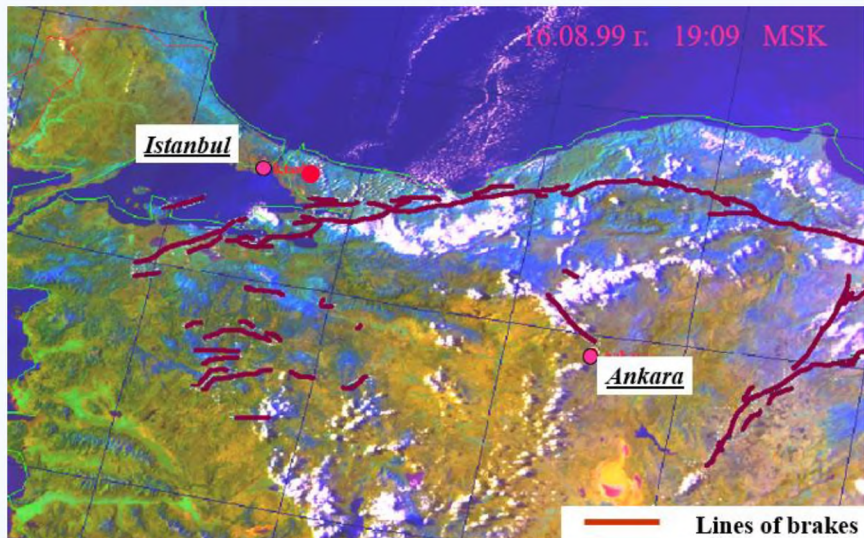 16.08.99 г. 19:09 MSK
Istanbul
Ankara
Lines of brakes